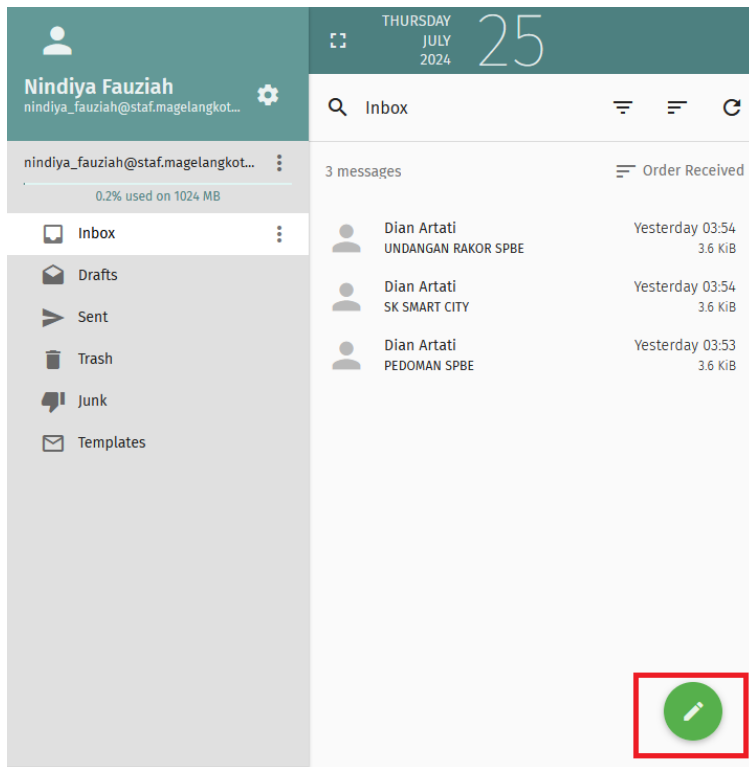 Nindiya Fauziah
nindiya_fauziah@staf.magelangkot...
nindiya_fauziah@staf.magelangkot...
0.2% used on 1024 MB
Inbox
Drafts
Sent
Trash
Junk
Templates
THURSDAY
JULY
2024
25
Inbox
3 messages
Order Received
Dian Artati
Yesterday 03:54
UNDANGAN RAKOR SPBE
3.6 KiB
Dian Artati
Yesterday 03:54
SK SMART CITY
3.6 KiB
Dian Artati
Yesterday 03:53
PEDOMAN SPBE
3.6 KiB